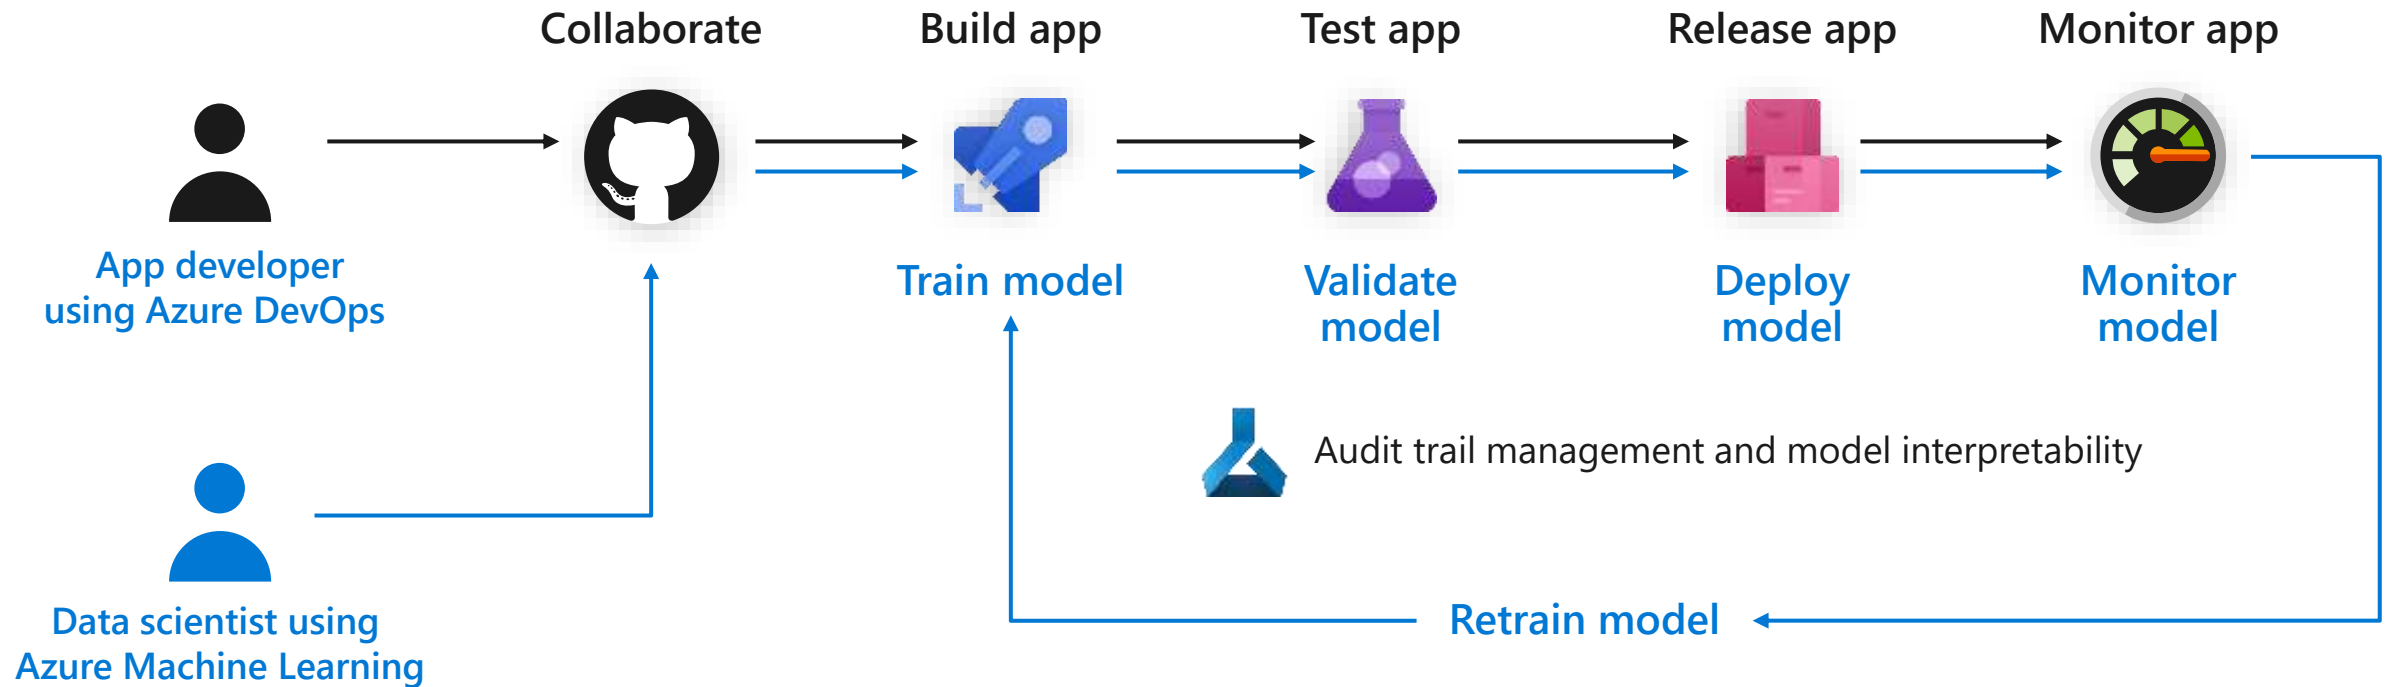 Collaborate
Build app
Test app
Release app
Monitor app
App developer
using Azure DevOps
Train model
Validate
model
Deploy
model
Monitor
model
Audit trail management and model interpretability
Data scientist using
Azure Machine Learning
Retrain model